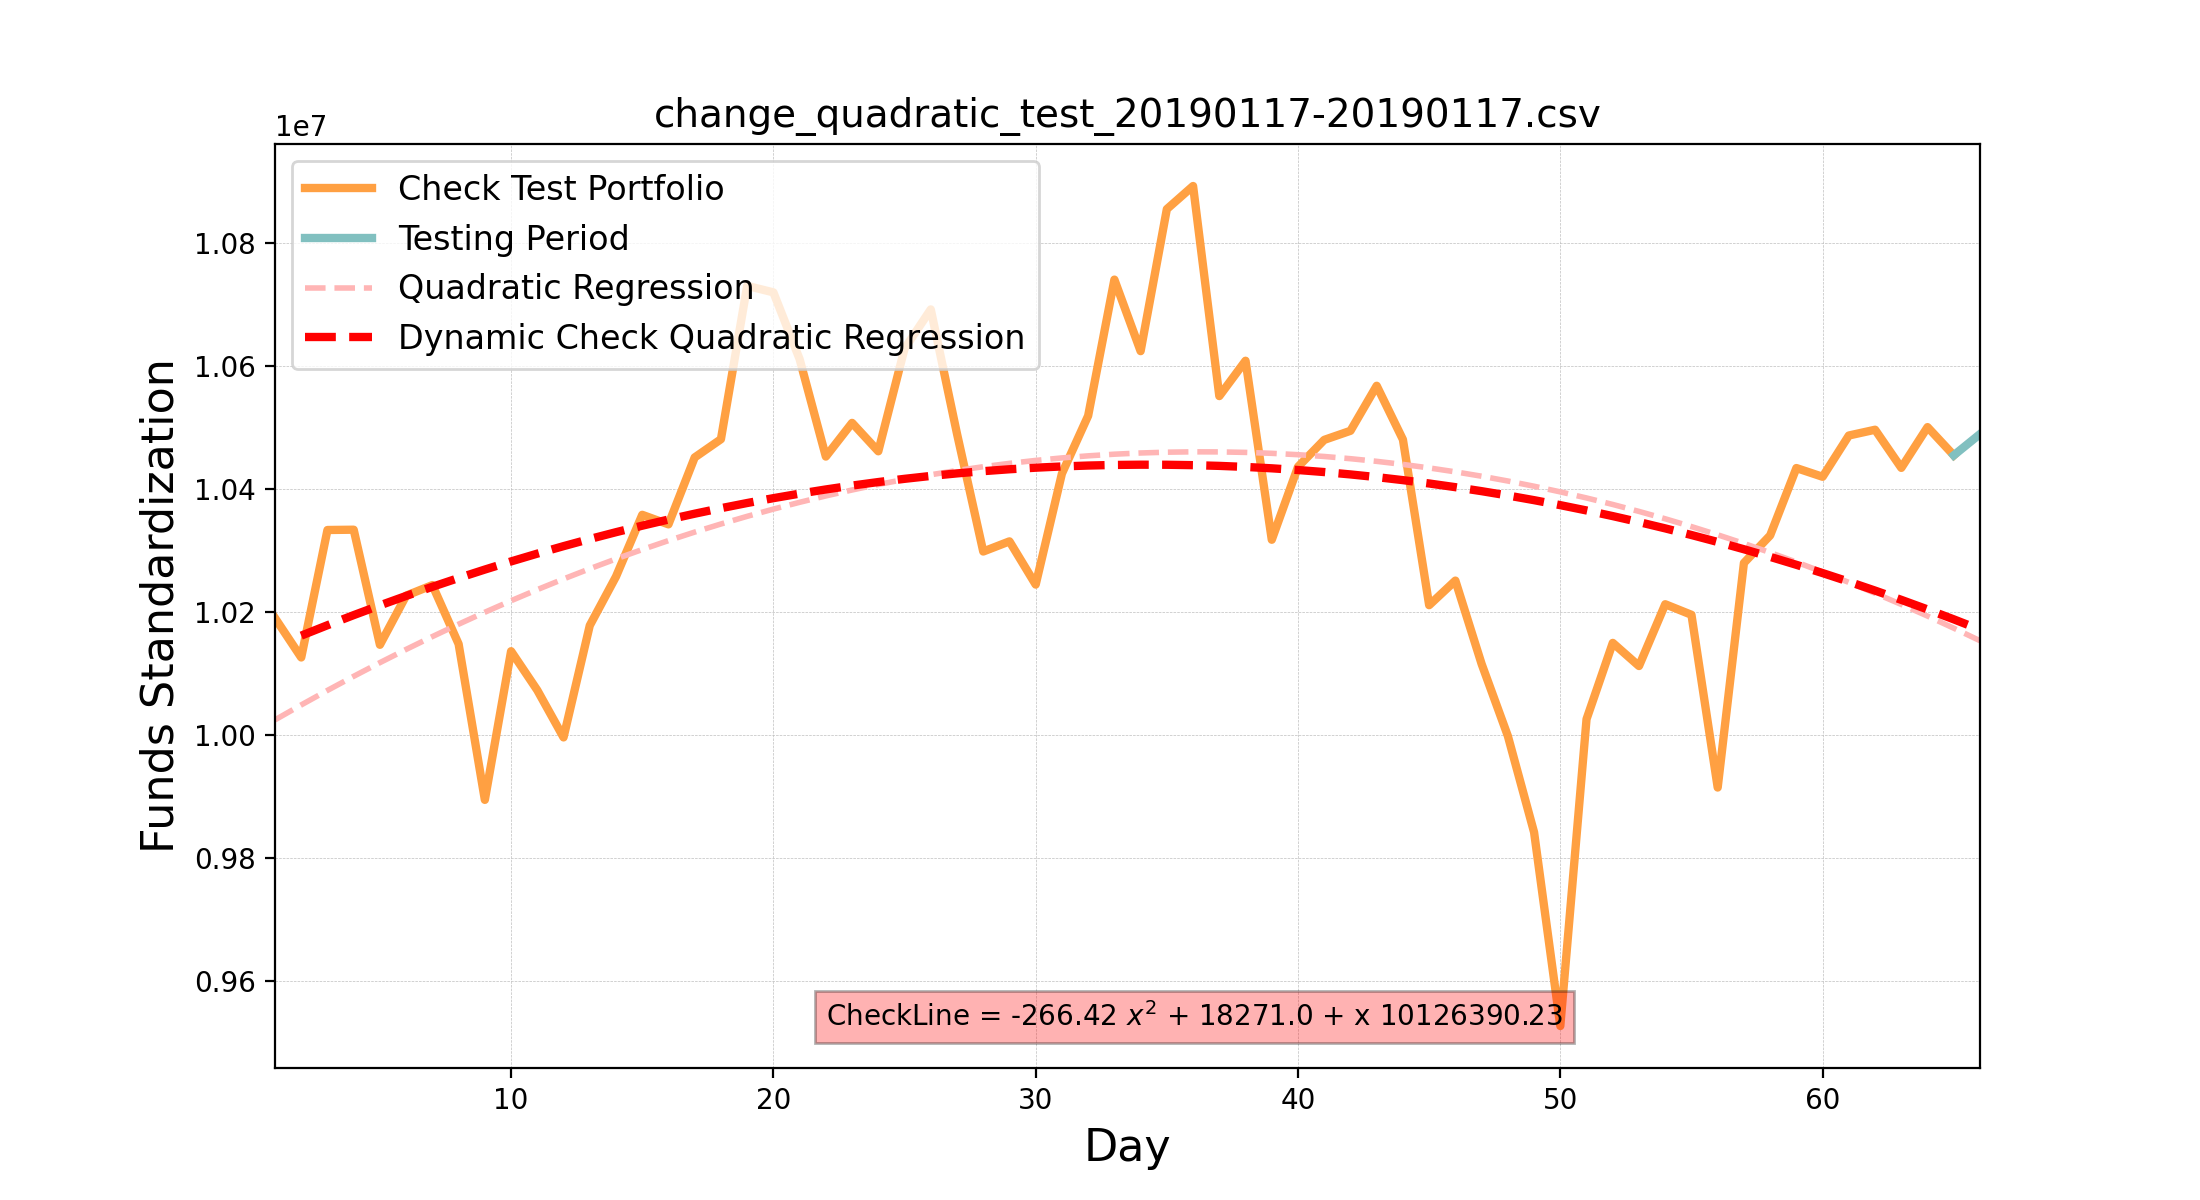 change_quadratic_test_20190117-20190117.csv
1e7
Check Test Portfolio
Testing Period
Quadratic Regression
Dynamic Check Quadratic Regression
1.08
1.06
1.04
1.02
1.00
0.98
0.96
Funds Standardization
CheckLine = -266.42 x² + 18271.0 + x 10126390.23
10 20 30 40 50 60
Day